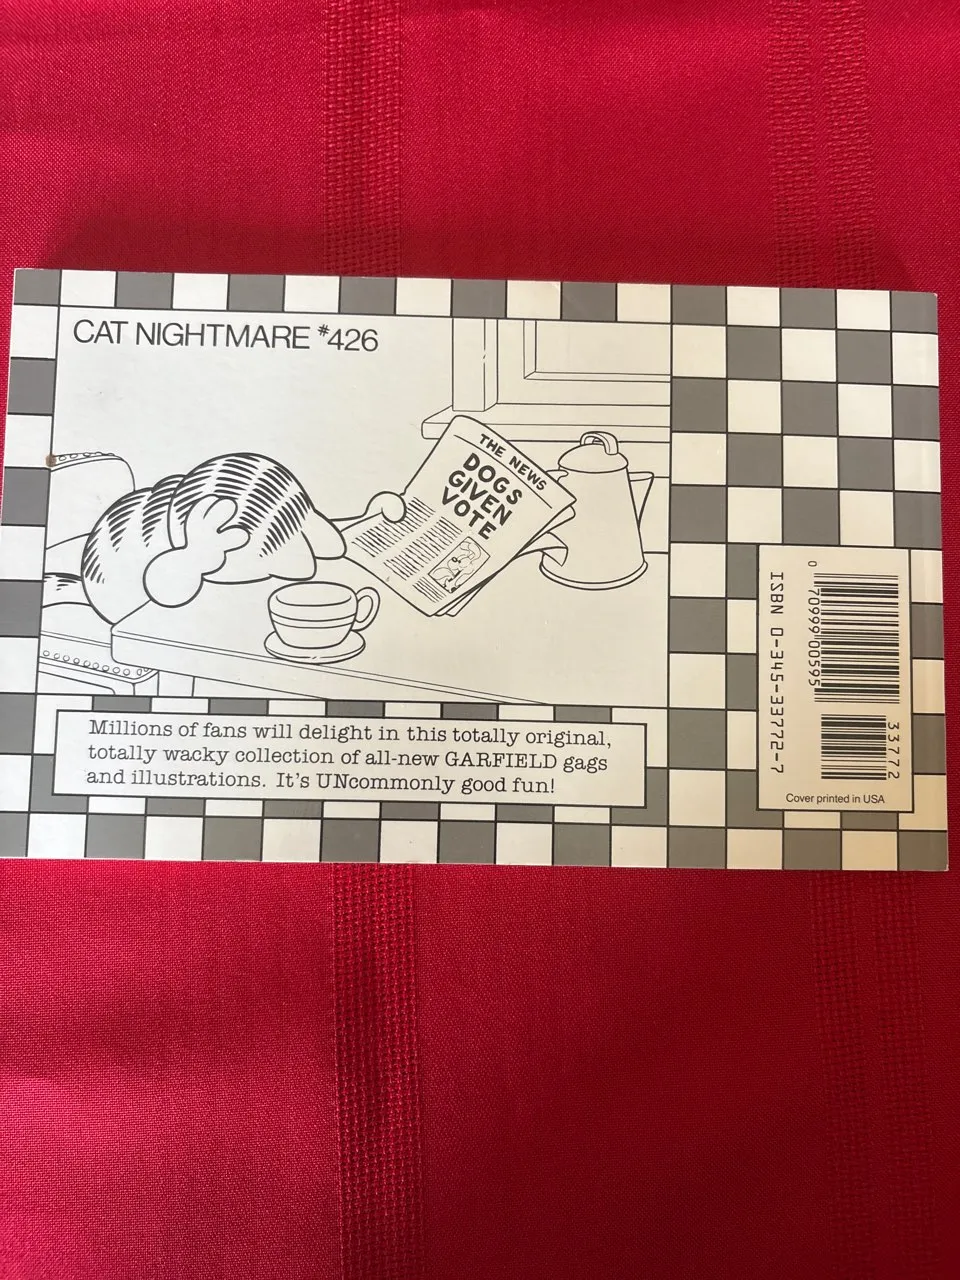 CAT NIGHTMARE #426
THE NEWS
DOGS
GIVEN
VOTE
Millions of fans will delight in this totally original,
totally wacky collection of all-new GARFIELD gags
and illustrations. It's UNcommonly good fun!
ISBN 0-345-33772-7
0
70999 00595
33772
Cover printed in USA